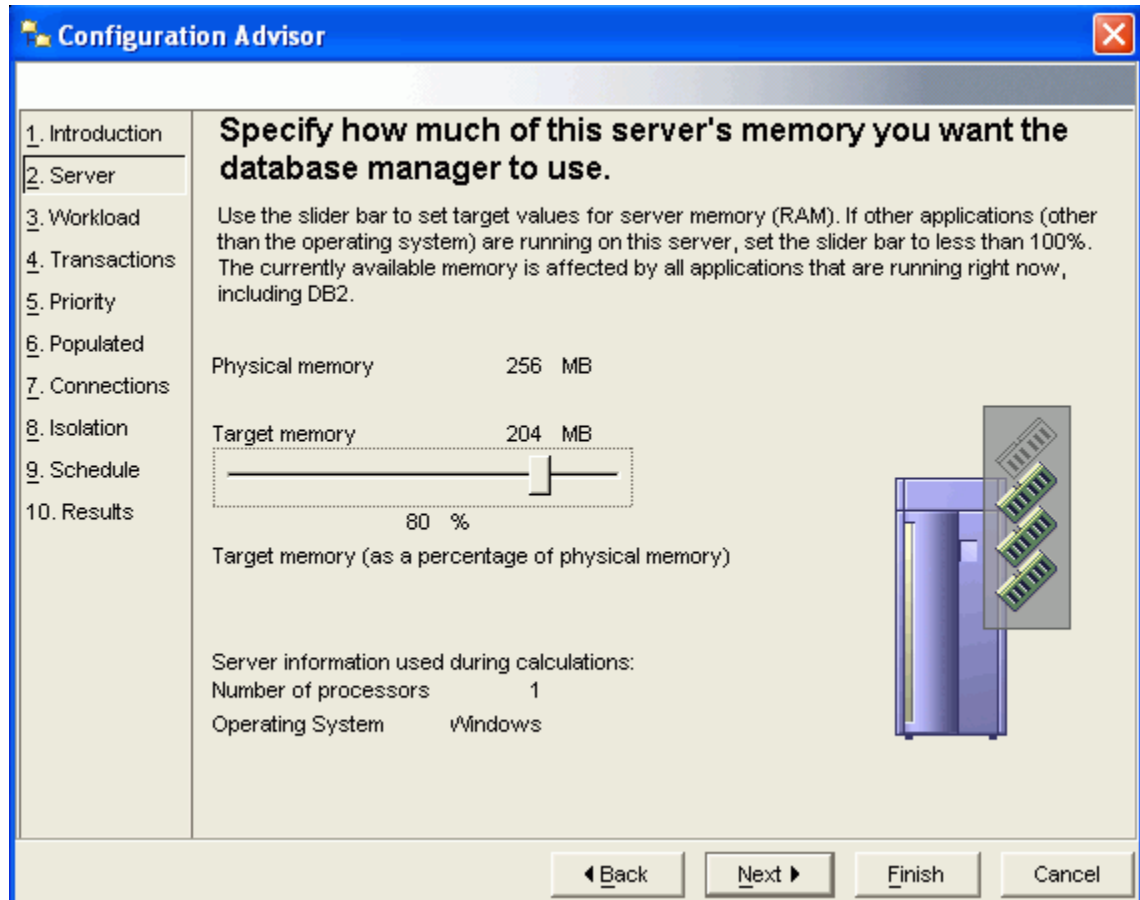 Configuration Advisor
1. Introduction
2. Server
3. Workload
4. Transactions
5. Priority
6. Populated
7. Connections
8. Isolation
9. Schedule
10. Results
Specify how much of this server's memory you want the
database manager to use.
Use the slider bar to set target values for server memory (RAM). If other applications (other
than the operating system) are running on this server, set the slider bar to less than 100%.
The currently available memory is affected by all applications that are running right now,
including DB2.
Physical memory 256 MB
Target memory 204 MB
80 %
Target memory (as a percentage of physical memory)
Server information used during calculations:
Number of processors 1
Operating System Windows
Back Next Finish Cancel